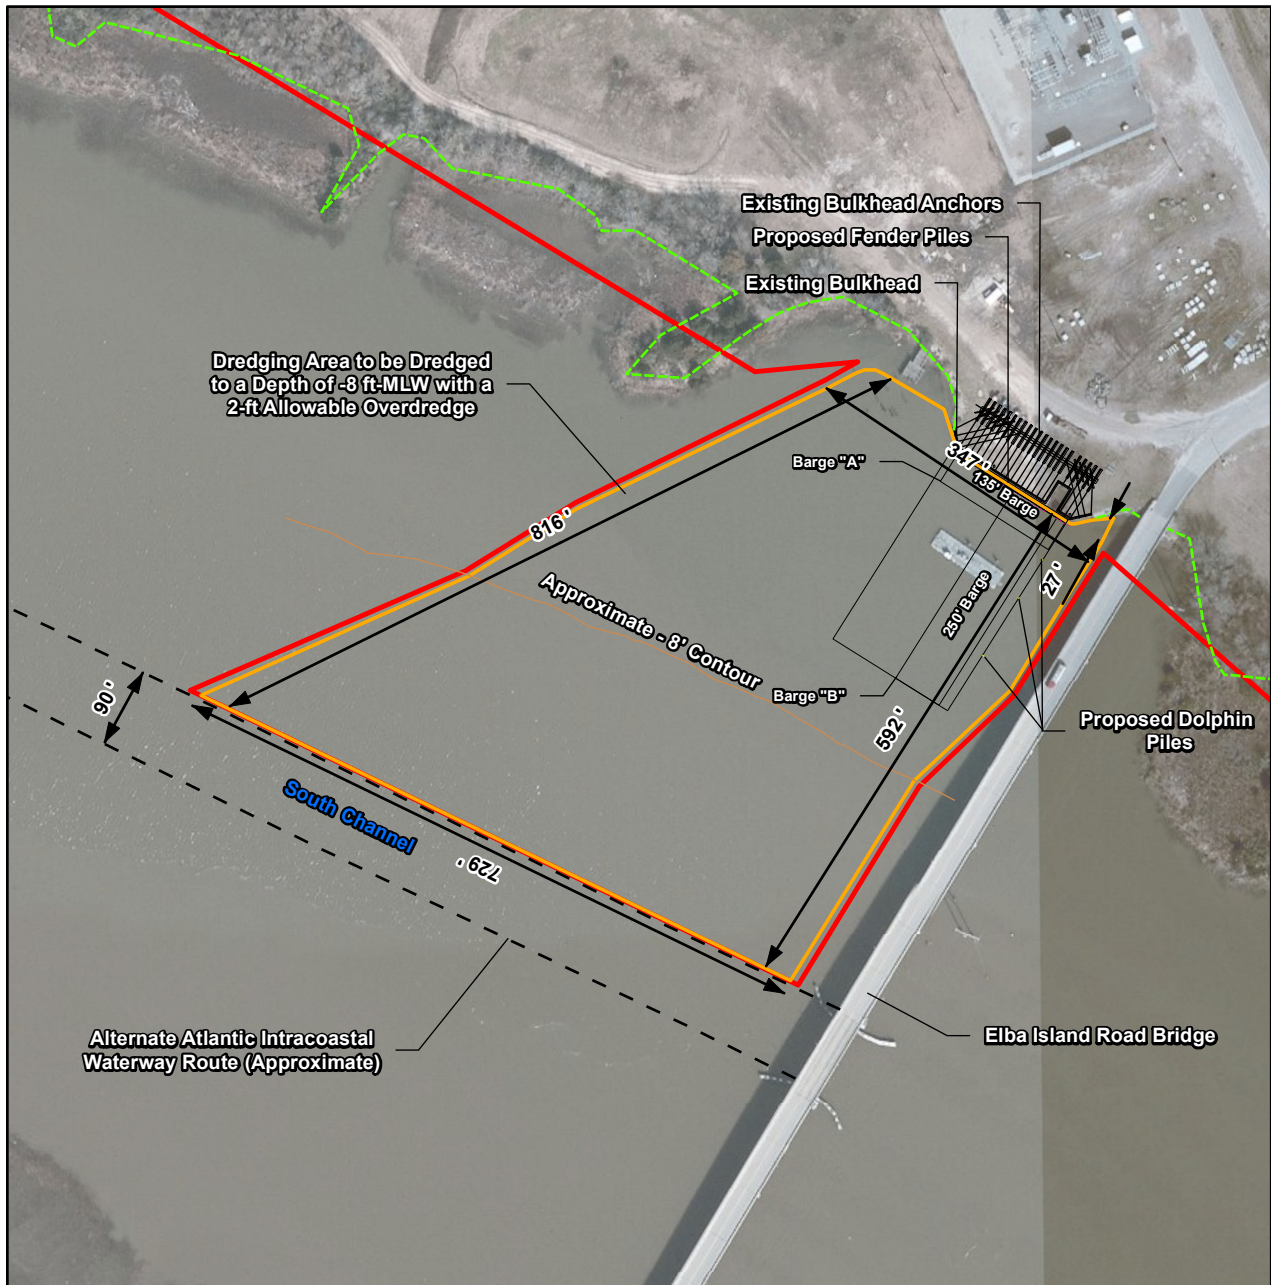 Existing Bulkhead Anchors
Proposed Fender Piles
Existing Bulkhead
Dredging Area to be Dredged
to a Depth of -8 ft-MLW with a
2-ft Allowable Overdredge
347'
Barge "A"
135' Barge
816 '
27 '
Approximate - 8' Contour
250' Barge
Barge "B"
90 '
592 '
Proposed Dolphin
Piles
South Channel
729 '
Alternate Atlantic Intracoastal
Waterway Route (Approximate)
Elba Island Road Bridge